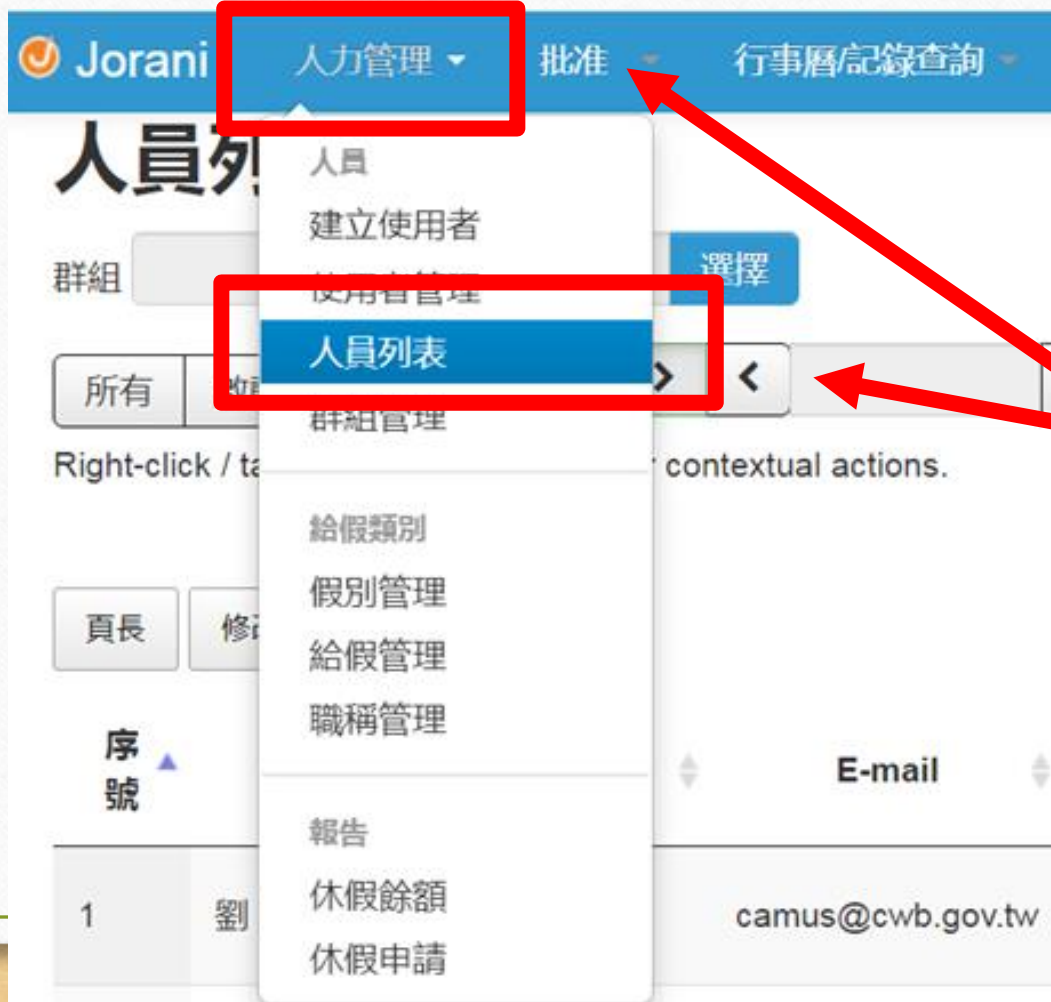 Jorani 人力管理 批准 行事曆/記錄查詢
人員列
人員
建立使用者
群組 選擇
使用者管理
人員列表
所有
群組管理
Right-click / ta contextual actions.
給假類別
假別管理
頁長 修改
給假管理
職稱管理
序號 E-mail
報告
休假餘額
1 劉 camus@cwb.gov.tw
休假申請